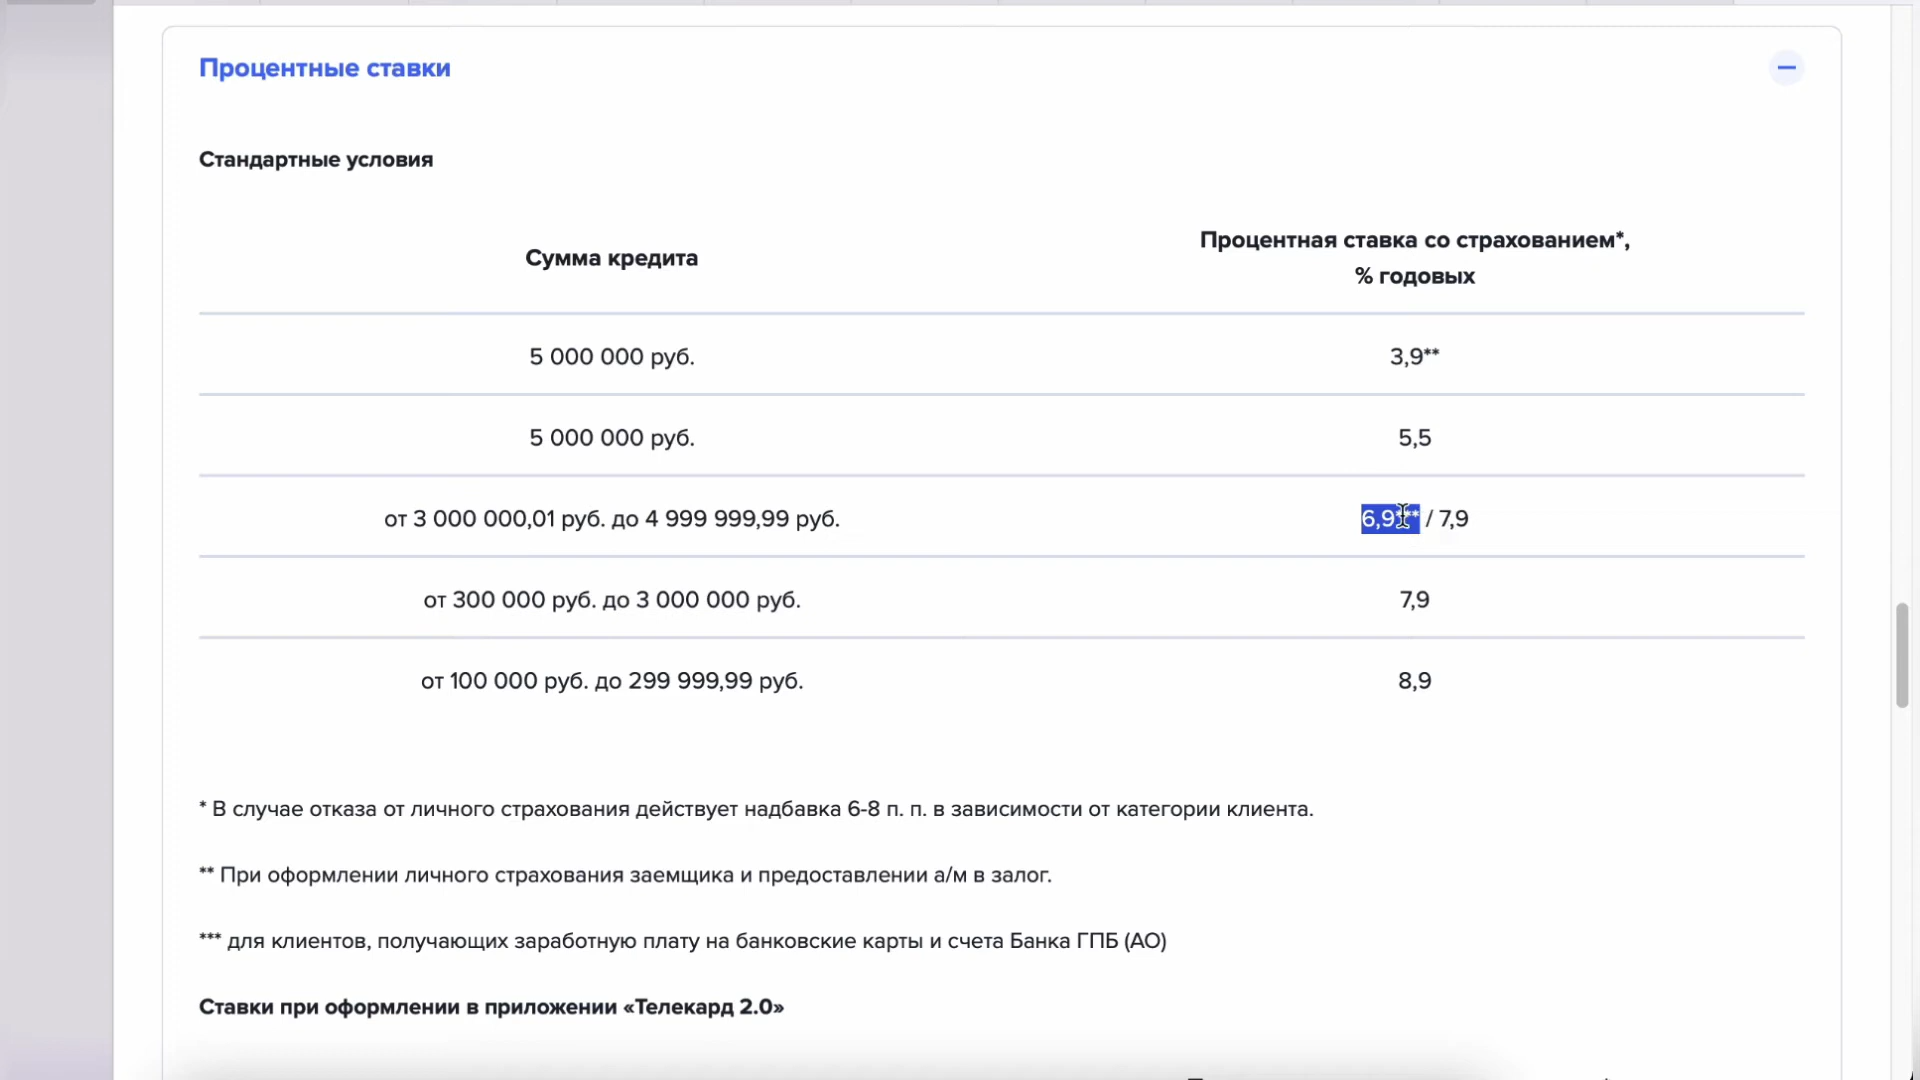 Процентные ставки
Стандартные условия
Сумма кредита
Процентная ставка со страхованием*,
% годовых
5 000 000 руб.
3,9**
5 000 000 руб.
5,5
от 3 000 000,01 руб. до 4 999 999,99 руб.
6,9*** / 7,9
от 300 000 руб. до 3 000 000 руб.
7,9
от 100 000 руб. до 299 999,99 руб.
8,9
* В случае отказа от личного страхования действует надбавка 6-8 п. п. в зависимости от категории клиента.
** При оформлении личного страхования заемщика и предоставлении а/м в залог.
*** для клиентов, получающих заработную плату на банковские карты и счета Банка ГПБ (АО)
Ставки при оформлении в приложении «Телекард 2.0»